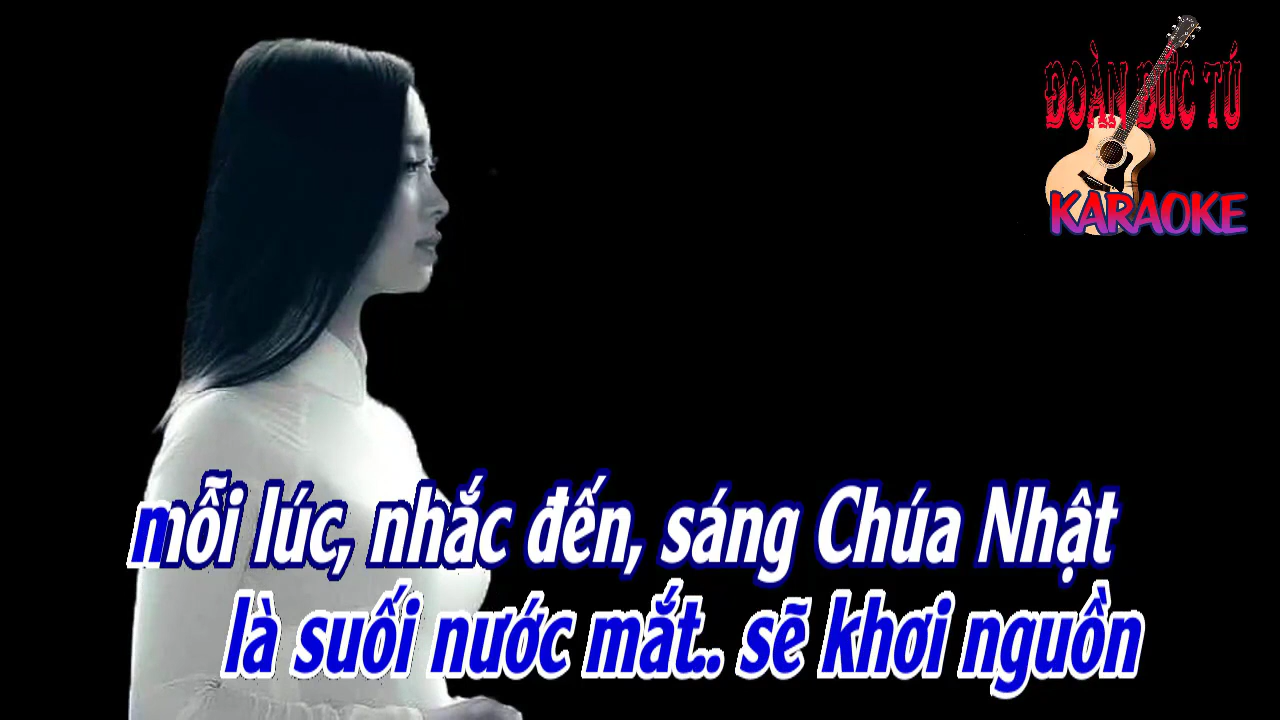 ĐOÀN ĐỨC TÚ
KARAOKE
mỗi lúc, nhắc đến, sáng Chúa Nhật
là suối nước mắt.. sẽ khơi nguồn